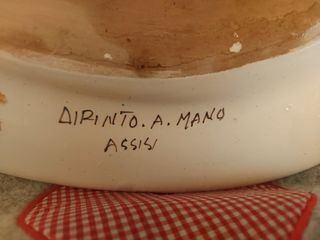 DIPINTO. A. MANO
ASSISI